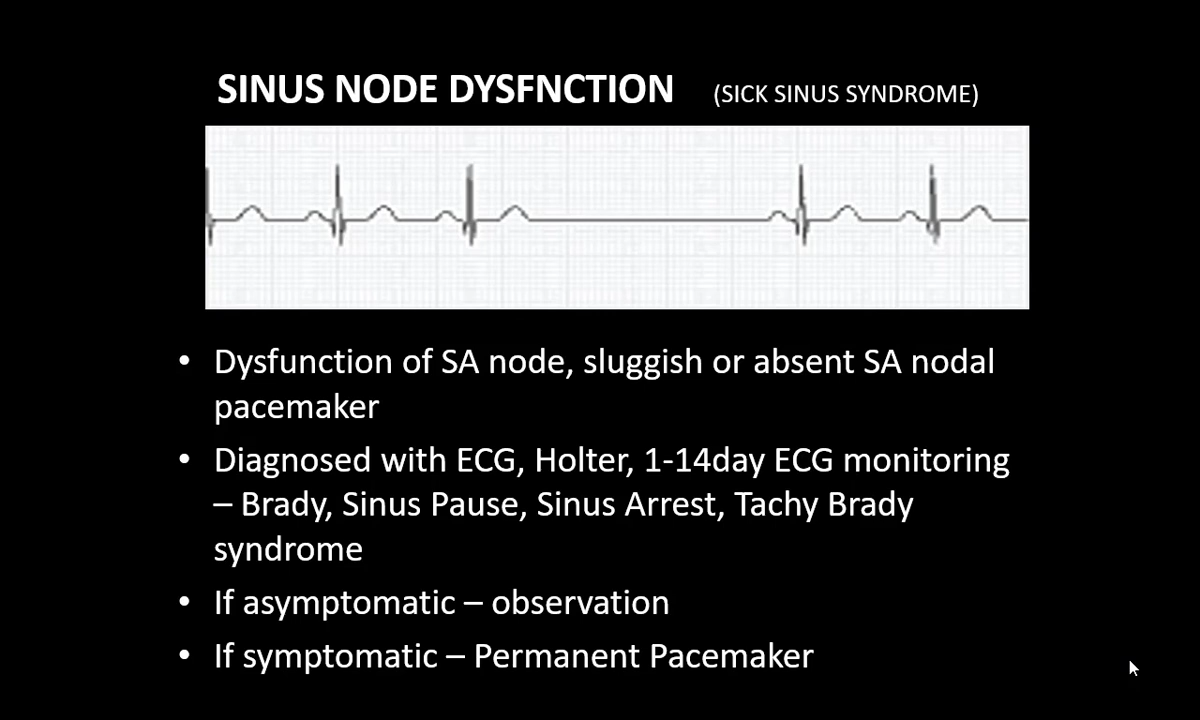 SINUS NODE DYSFNCTION (SICK SINUS SYNDROME)
• Dysfunction of SA node, sluggish or absent SA nodal
pacemaker
• Diagnosed with ECG, Holter, 1-14day ECG monitoring
– Brady, Sinus Pause, Sinus Arrest, Tachy Brady
syndrome
• If asymptomatic – observation
• If symptomatic – Permanent Pacemaker